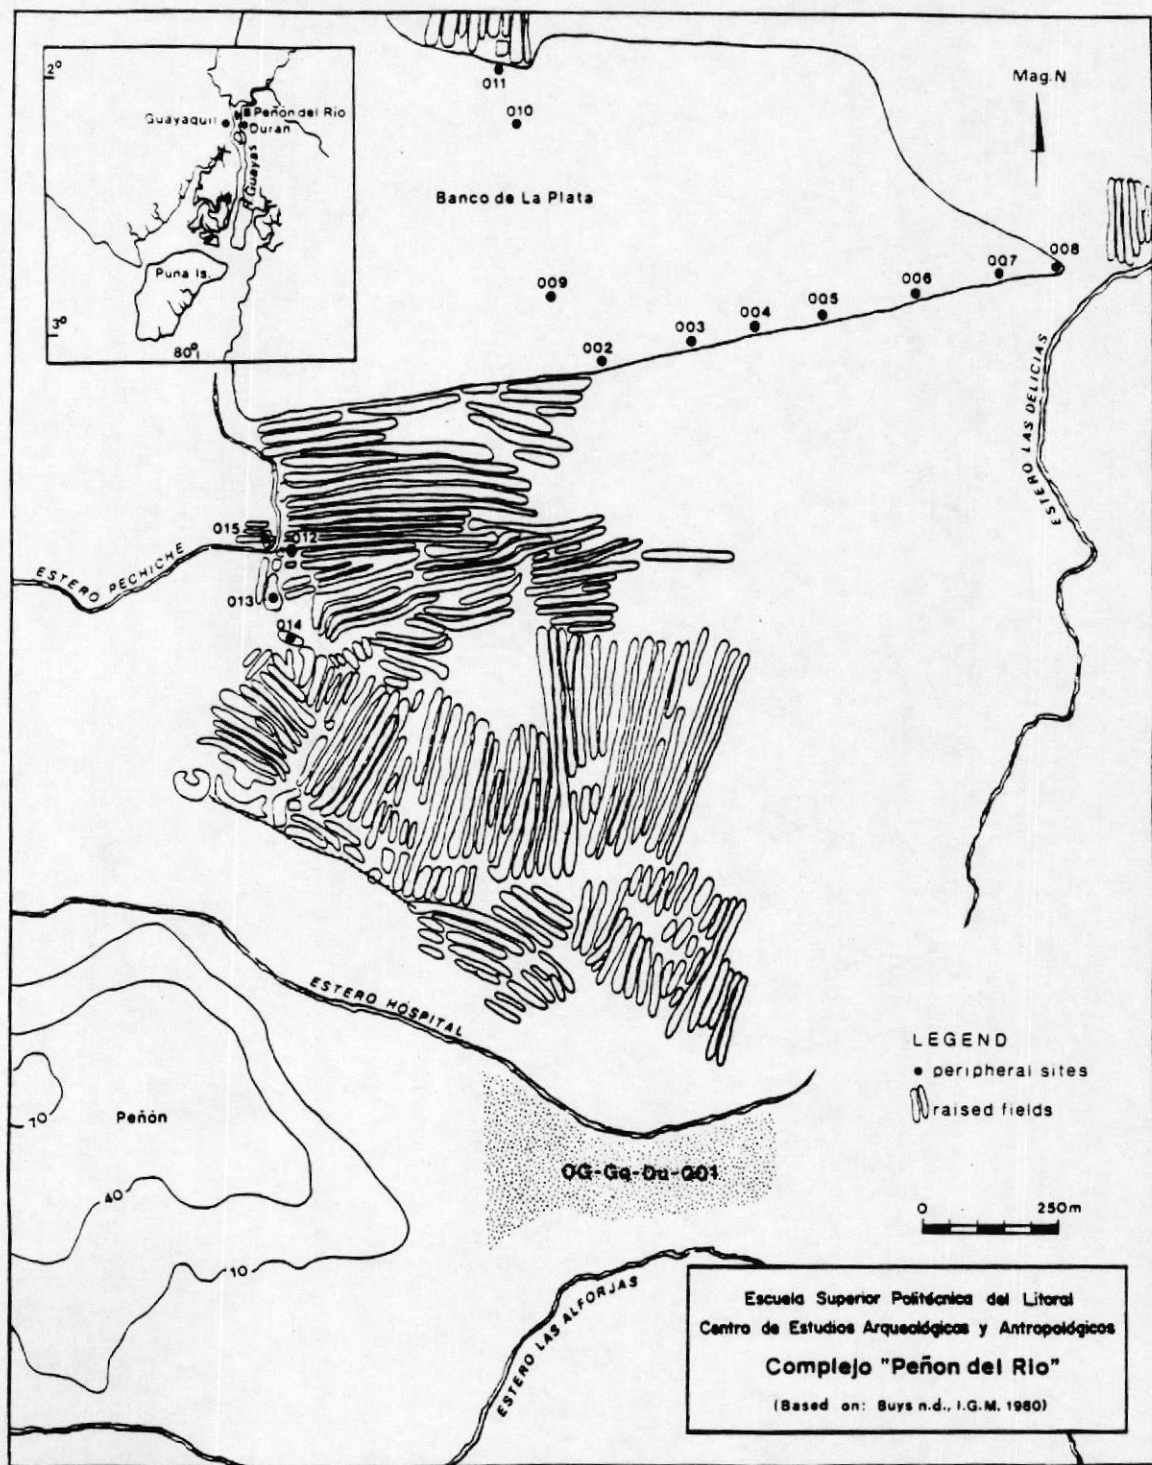 2°
Guayaquil
Peñón del Río
Duran
R. Guayas
Puna Is.
3°
80°
011
010
Mag. N
Banco de La Plata
009
008
007
006
005
004
003
002
ESTERO LAS DELICIAS
015
012
ESTERO PECHICHE
013
014
ESTERO HOSPITAL
LEGEND
peripheral sites
raised fields
70
Peñón
OG-Gq-Du-001
40
0 250m
10
ESTERO LAS ALFORJAS
Escuela Superior Politécnica del Litoral
Centro de Estudios Arqueológicos y Antropológicos
Complejo "Peñon del Rio"
(Based on: Buys n.d., I.G.M. 1980)